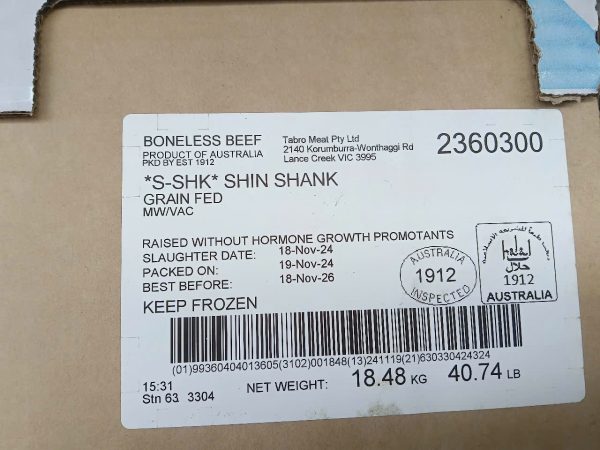 BONELESS BEEF
PRODUCT OF AUSTRALIA
PKD BY EST 1912
Tabro Meat Pty Ltd
2140 Korumburra-Wonthaggi Rd
Lance Creek VIC 3995
2360300
*S-SHK* SHIN SHANK
GRAIN FED
MW/VAC
RAISED WITHOUT HORMONE GROWTH PROMOTANTS
SLAUGHTER DATE: 18-Nov-24
PACKED ON: 19-Nov-24
BEST BEFORE: 18-Nov-26
KEEP FROZEN
AUSTRALIA
1912
INSPECTED
halal
حلال
1912
AUSTRALIA
(01)99360404013605(3102)001848(13)241119(21)630330424324
15:31
Stn 63 3304
NET WEIGHT: 18.48 KG 40.74 LB